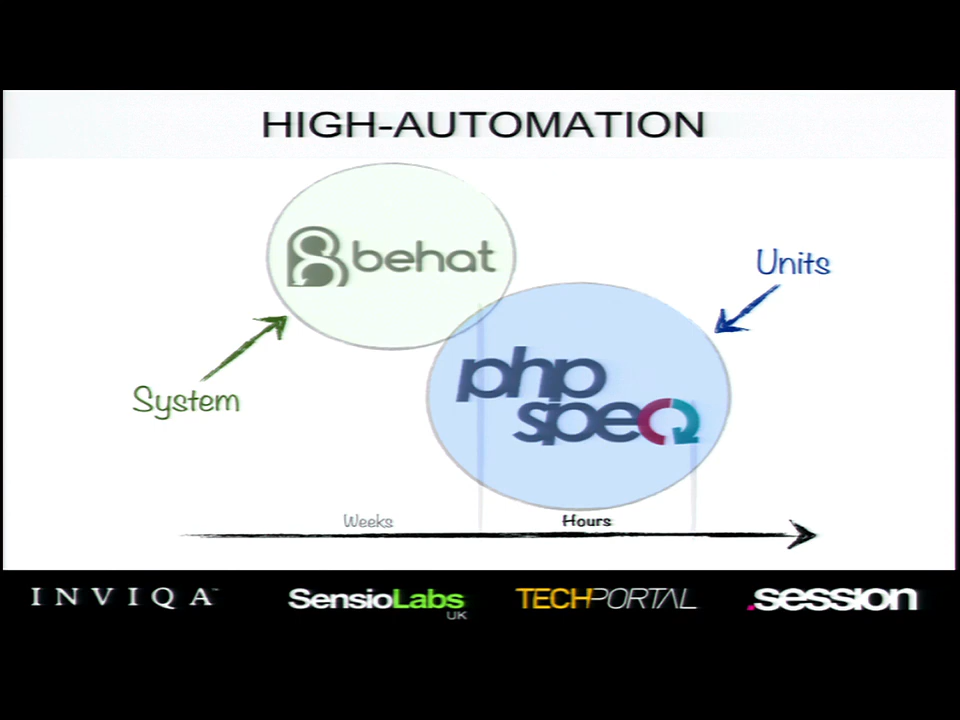 HIGH-AUTOMATION
behat
Units
php
spec
System
Weeks
Hours
INVIQA
SensioLabs
UK
TECHPORTAL
.session